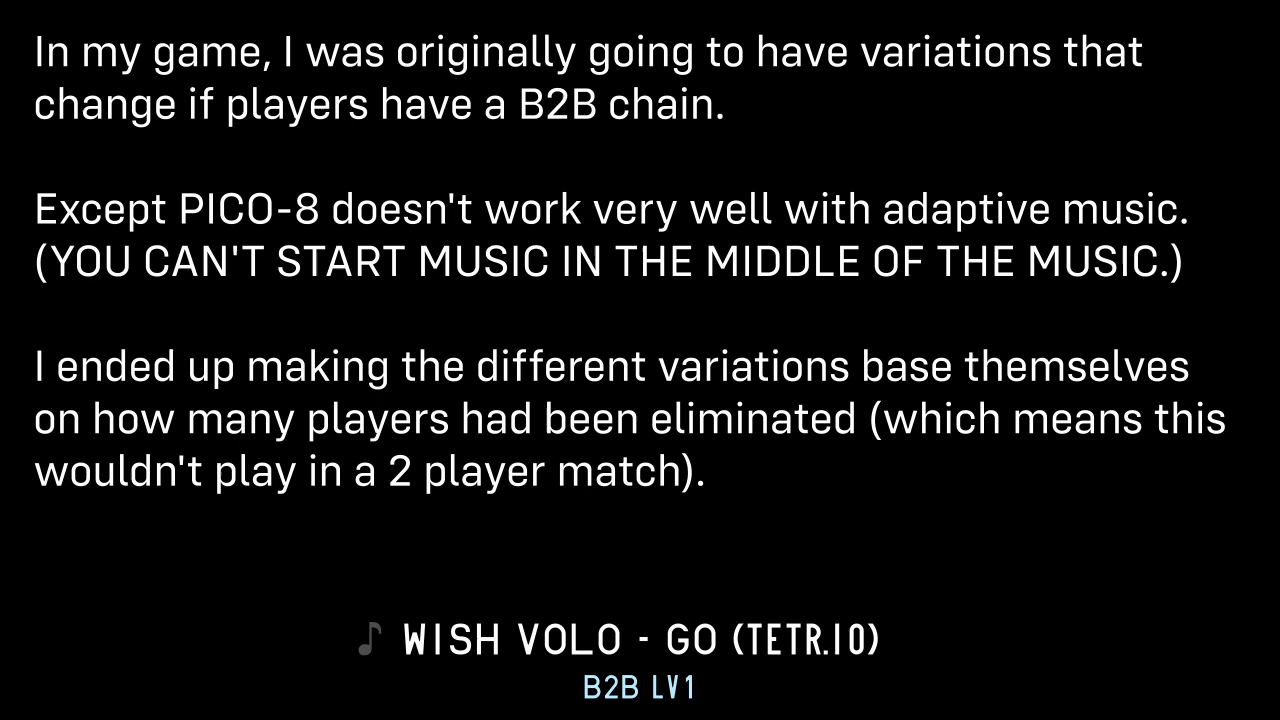 In my game, I was originally going to have variations that
change if players have a B2B chain.
Except PICO-8 doesn't work very well with adaptive music.
(YOU CAN'T START MUSIC IN THE MIDDLE OF THE MUSIC.)
I ended up making the different variations base themselves
on how many players had been eliminated (which means this
wouldn't play in a 2 player match).
♪ WISH VOLO - GO (TETR.IO)
B2B LV1